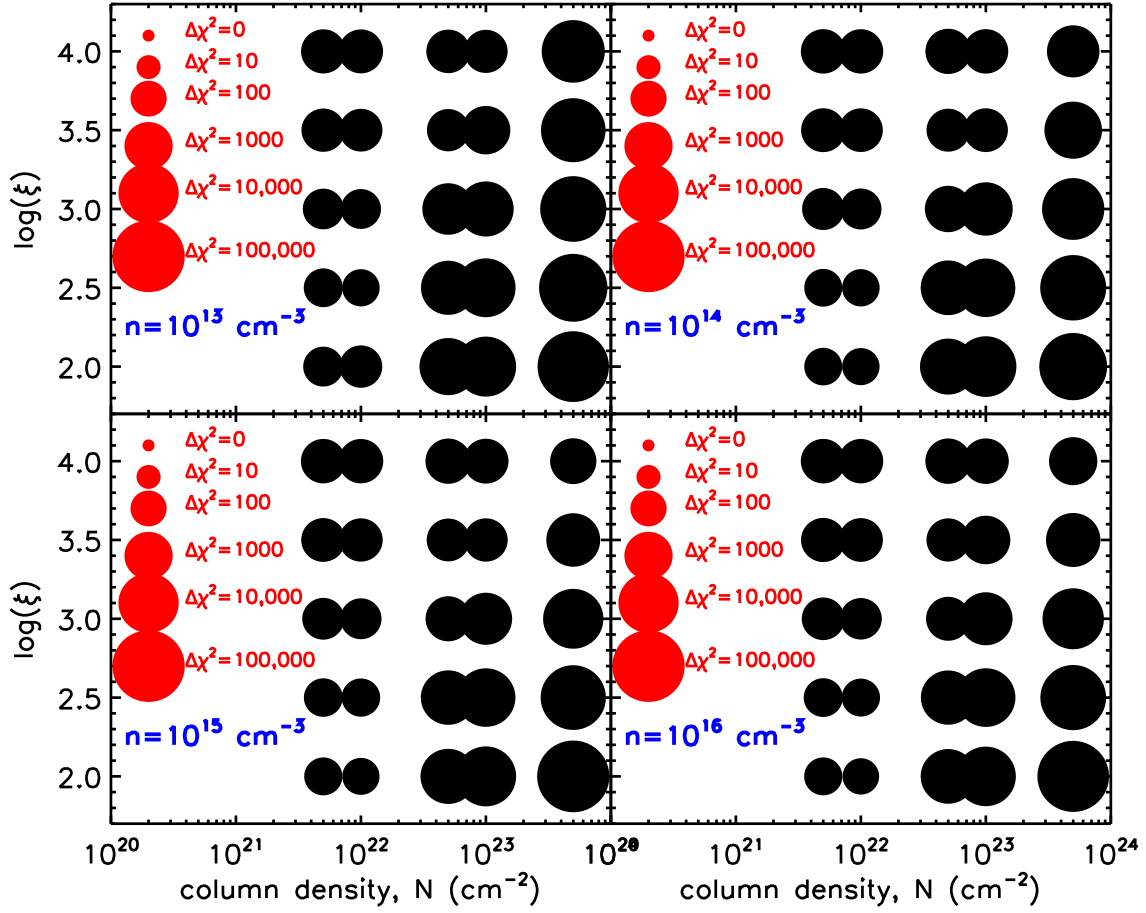 4.0
3.5
3.0
2.5
2.0
log(ξ)
Δχ²=0
Δχ²=10
Δχ²=100
Δχ²=1000
Δχ²=10,000
Δχ²=100,000
n=10¹³ cm⁻³
Δχ²=0
Δχ²=10
Δχ²=100
Δχ²=1000
Δχ²=10,000
Δχ²=100,000
n=10¹⁴ cm⁻³
4.0
3.5
3.0
2.5
2.0
log(ξ)
Δχ²=0
Δχ²=10
Δχ²=100
Δχ²=1000
Δχ²=10,000
Δχ²=100,000
n=10¹⁵ cm⁻³
Δχ²=0
Δχ²=10
Δχ²=100
Δχ²=1000
Δχ²=10,000
Δχ²=100,000
n=10¹⁶ cm⁻³
10²⁰ 10²¹ 10²² 10²³ 10²¹ 10²² 10²³ 10²⁴
column density, N (cm⁻²) column density, N (cm⁻²)